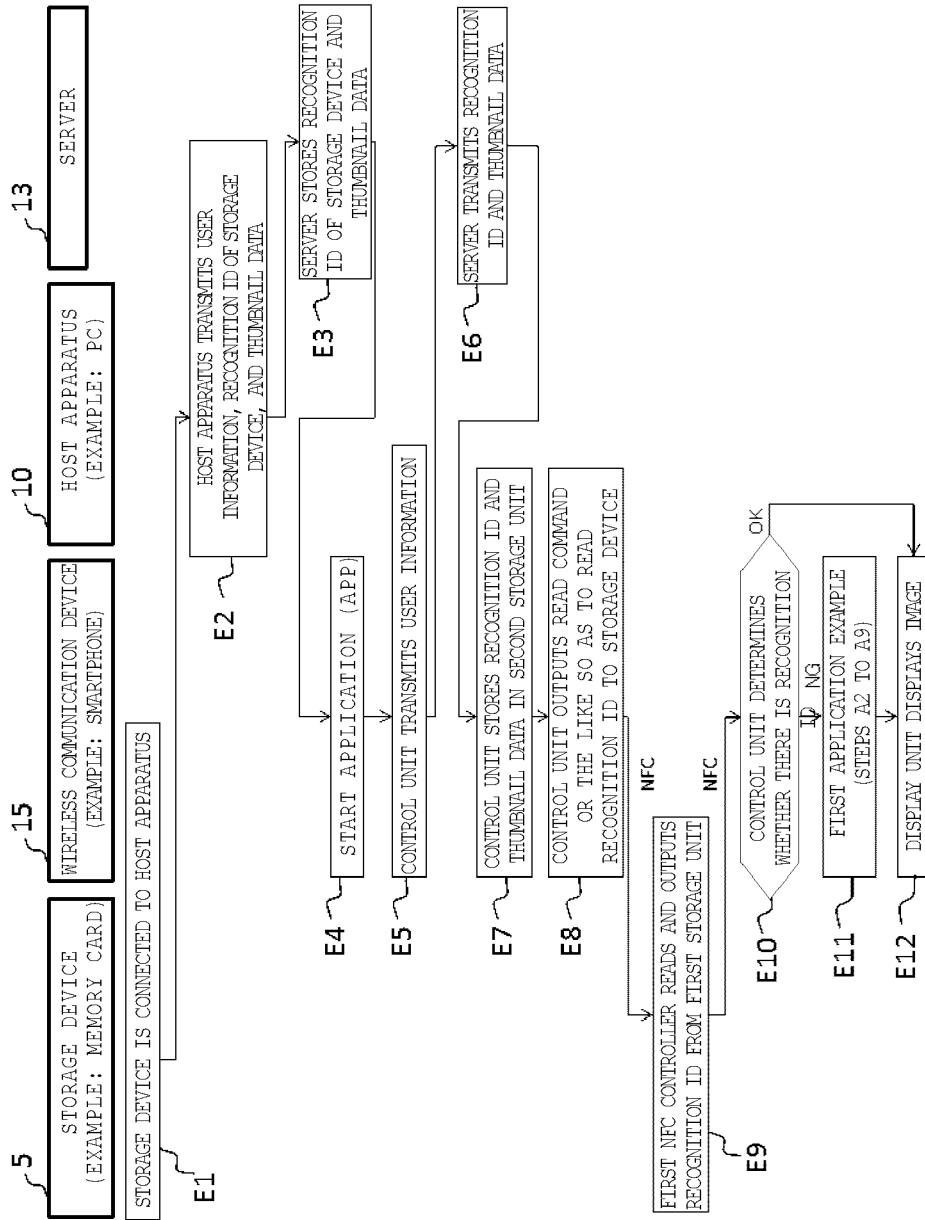 5
STORAGE DEVICE
(EXAMPLE: MEMORY CARD)
15
WIRELESS COMMUNICATION DEVICE
(EXAMPLE: SMARTPHONE)
10
HOST APPARATUS
(EXAMPLE: PC)
13
SERVER
STORAGE DEVICE IS CONNECTED TO HOST APPARATUS
E1
HOST APPARATUS TRANSMITS USER
INFORMATION, RECOGNITION ID OF STORAGE
DEVICE, AND THUMBNAIL DATA
E2
SERVER STORES RECOGNITION
ID OF STORAGE DEVICE AND
THUMBNAIL DATA
E3
START APPLICATION (APP)
E4
CONTROL UNIT TRANSMITS USER INFORMATION
E5
SERVER TRANSMITS RECOGNITION
ID AND THUMBNAIL DATA
E6
CONTROL UNIT STORES RECOGNITION ID AND
THUMBNAIL DATA IN SECOND STORAGE UNIT
E7
CONTROL UNIT OUTPUTS READ COMMAND
OR THE LIKE SO AS TO READ
RECOGNITION ID TO STORAGE DEVICE
E8
NFC
FIRST NFC CONTROLLER READS AND OUTPUTS
RECOGNITION ID FROM FIRST STORAGE UNIT
E9
NFC
CONTROL UNIT DETERMINES
WHETHER THERE IS RECOGNITION
ID
E10
OK
NG
FIRST APPLICATION EXAMPLE
(STEPS A2 TO A9)
E11
DISPLAY UNIT DISPLAYS IMAGE
E12